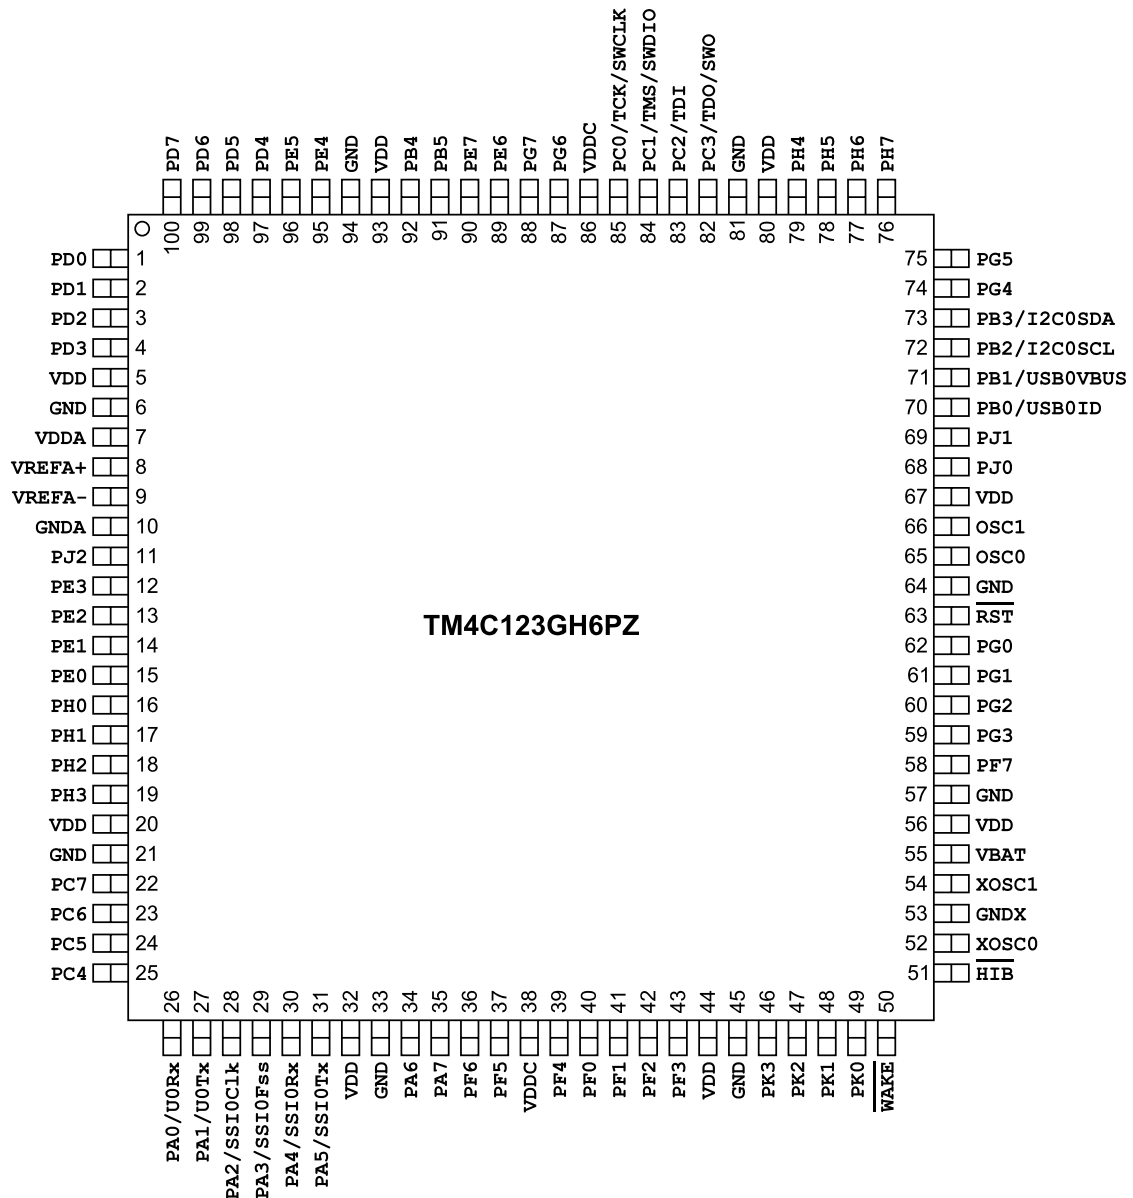 PD7
PD6
PD5
PD4
PE5
PE4
GND
VDD
PB4
PB5
PE7
PE6
PG7
PG6
VDDC
PC0/TCK/SWCLK
PC1/TMS/SWDIO
PC2/TDI
PC3/TDO/SWO
GND
VDD
PH4
PH5
PH6
PH7
100
99
98
97
96
95
94
93
92
91
90
89
88
87
86
85
84
83
82
81
80
79
78
77
76
PD0 1
PD1 2
PD2 3
PD3 4
VDD 5
GND 6
VDDA 7
VREFA+ 8
VREFA- 9
GNDA 10
PJ2 11
PE3 12
PE2 13
PE1 14
PE0 15
PH0 16
PH1 17
PH2 18
PH3 19
VDD 20
GND 21
PC7 22
PC6 23
PC5 24
PC4 25
TM4C123GH6PZ
75 PG5
74 PG4
73 PB3/I2C0SDA
72 PB2/I2C0SCL
71 PB1/USB0VBUS
70 PB0/USB0ID
69 PJ1
68 PJ0
67 VDD
66 OSC1
65 OSC0
64 GND
63 RST
62 PG0
61 PG1
60 PG2
59 PG3
58 PF7
57 GND
56 VDD
55 VBAT
54 XOSC1
53 GNDX
52 XOSC0
51 HIB
26
27
28
29
30
31
32
33
34
35
36
37
38
39
40
41
42
43
44
45
46
47
48
49
50
PA0/U0Rx
PA1/U0Tx
PA2/SSI0Clk
PA3/SSI0Fss
PA4/SSI0Rx
PA5/SSI0Tx
VDD
GND
PA6
PA7
PF6
PF5
VDDC
PF4
PF0
PF1
PF2
PF3
VDD
GND
PK3
PK2
PK1
PK0
WAKE